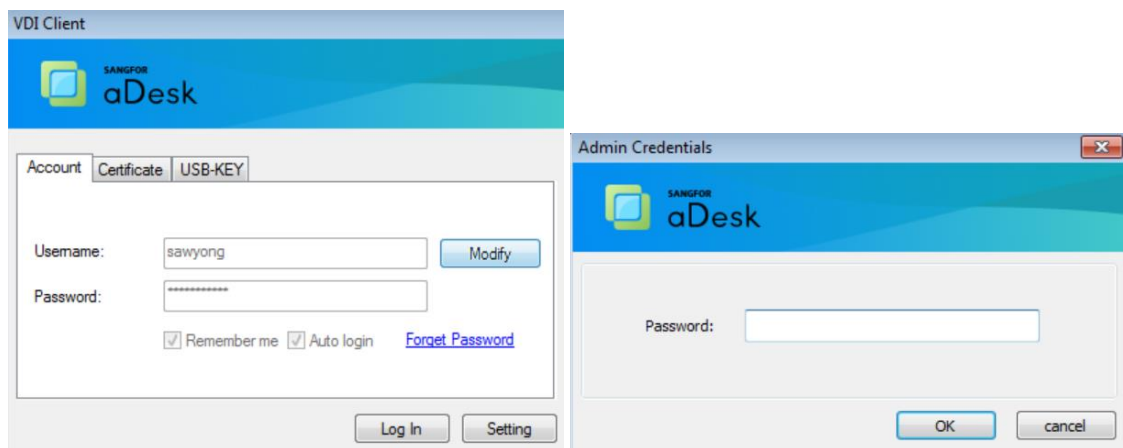 VDI Client
SANGFOR
aDesk
Account Certificate USB-KEY
Username: sawyong Modify
Password: ***********
Remember me Auto login Forget Password
Log In Setting
Admin Credentials
SANGFOR
aDesk
Password:
OK cancel